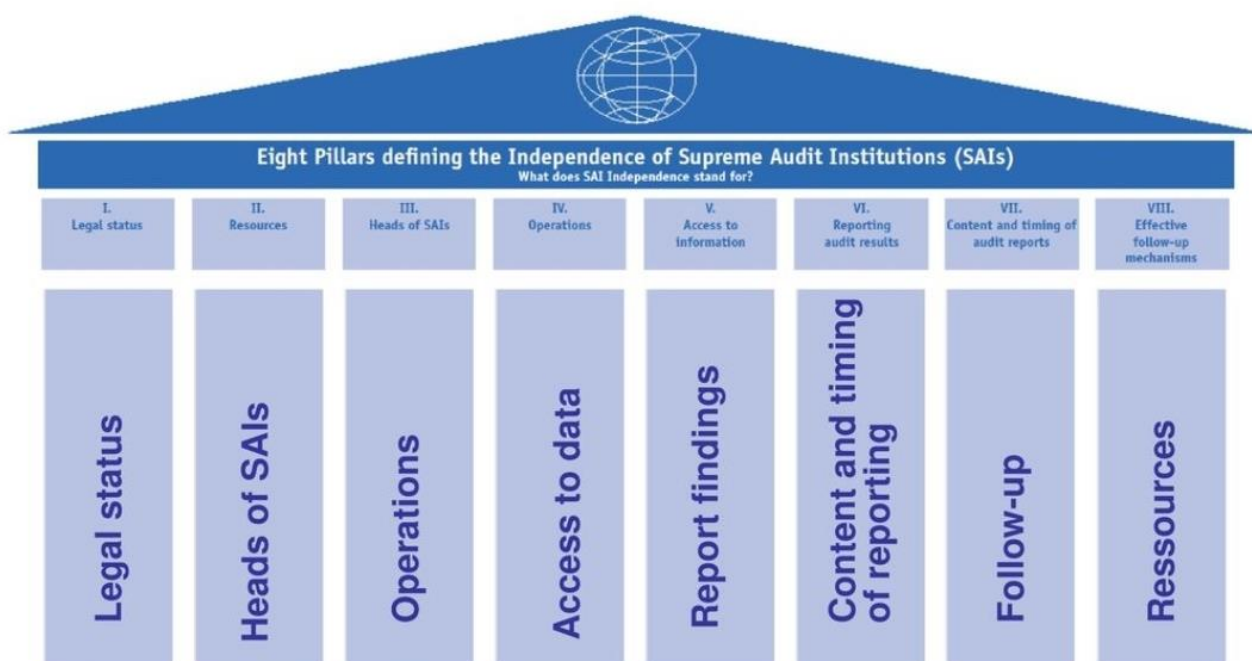 Eight Pillars defining the Independence of Supreme Audit Institutions (SAIs)
What does SAI Independence stand for?
I.
Legal status
II.
Resources
III.
Heads of SAIs
IV.
Operations
V.
Access to
information
VI.
Reporting
audit results
VII.
Content and timing of
audit reports
VIII.
Effective
follow-up
mechanisms
Legal status
Heads of SAIs
Operations
Access to data
Report findings
Content and timing
of reporting
Follow-up
Ressources